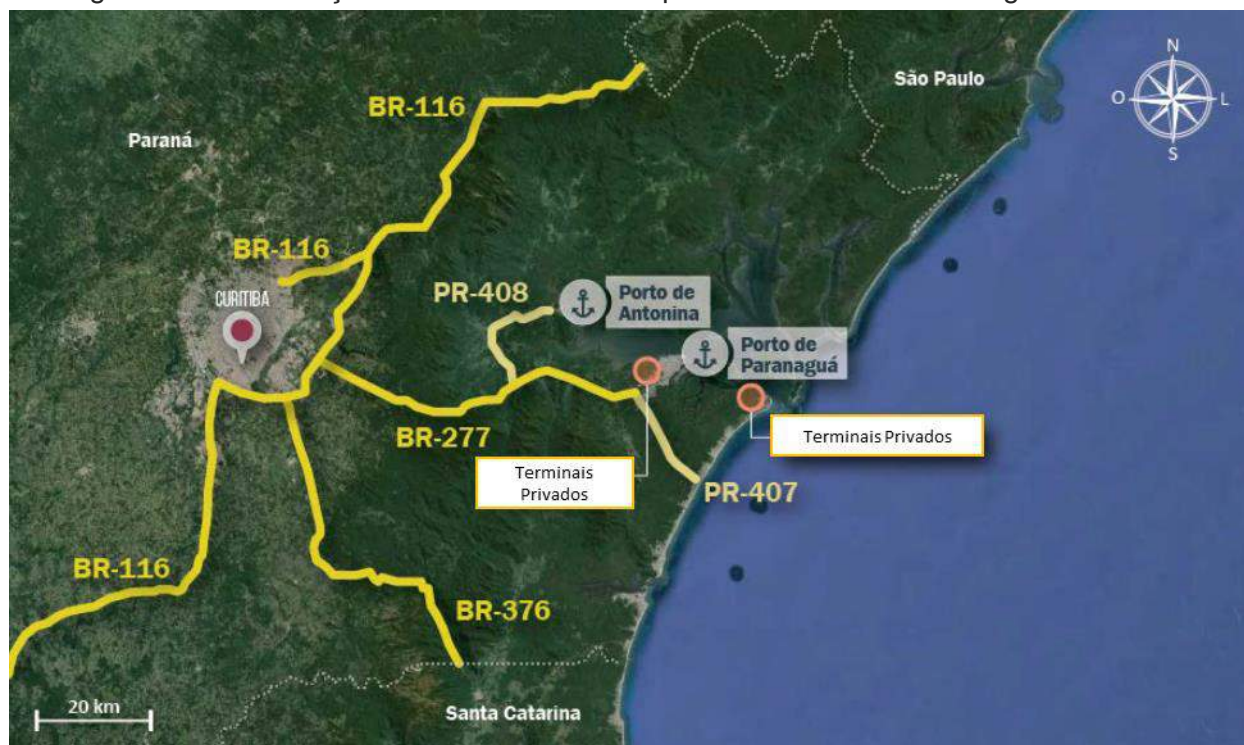 BR-116
São Paulo
N
O
L
S
Paraná
BR-116
CURITIBA
PR-408
Porto de
Antonina
Porto de
Paranaguá
Terminais Privados
BR-277
Terminais
Privados
PR-407
BR-116
BR-376
20 km
Santa Catarina